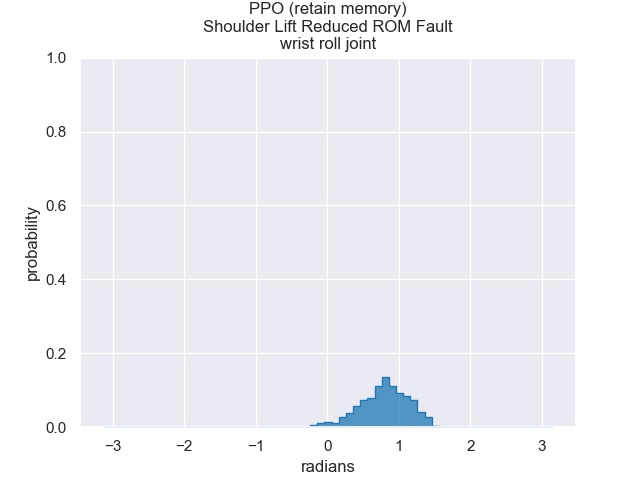 PPO (retain memory)
Shoulder Lift Reduced ROM Fault
wrist roll joint
1.0
0.8
0.6
0.4
0.2
0.0
probability
−3
−2
−1
0
1
2
3
radians